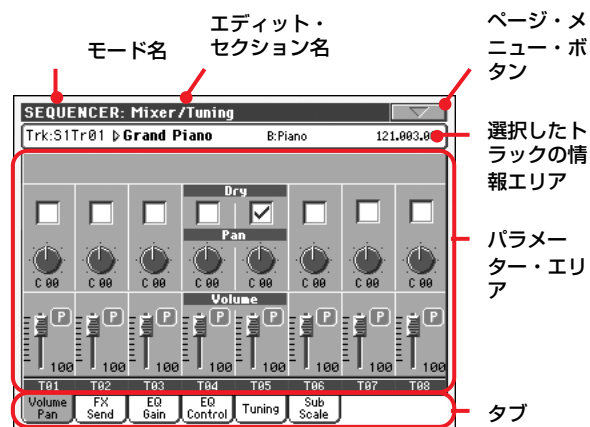 エディット・
セクション名
モード名
ページ・メ
ニュー・ボ
タン
SEQUENCER: Mixer/Tuning
Trk:S1Tr01 ▷Grand Piano B:Piano
選択したト
ラックの情
報エリア
Dry
Pan
C 00 C 00 C 00 C 00 C 00 C 00 C 00 C 00
Volume
P P P P P P P P
100 100 100 100 100 100 100 100
T01 T02 T03 T04 T05 T06 T07 T08
パラメー
ター・エリ
ア
Volume Pan
FX Send
EQ Gain
EQ Control
Tuning
Sub Scale
タブ